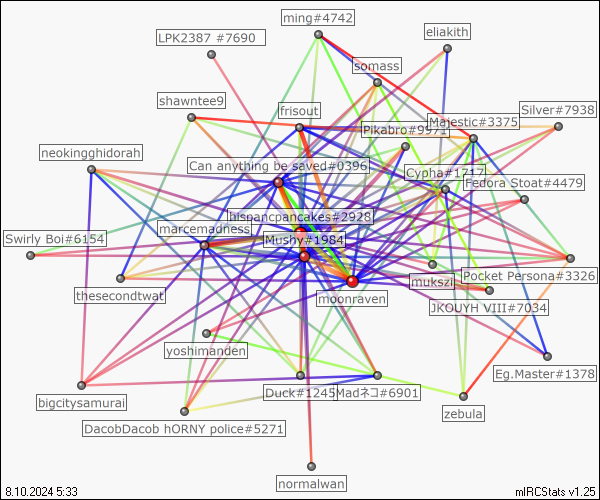 ming#4742
eliakith
LPK2387 #7690
somass
shawntee9
frisout
Silver#7938
Majestic#3375
Pikabro#9971
neokingghidorah
Can anything be saved#0396
Cypha#1717
Fedora Stoat#4479
hispancpancakes#2928
marcemadness
Swirly Boi#6154
Mushy#1984
Pocket Persona#3326
thesecondtwat
mukszi
moonraven
JKOUYH VIII#7034
yoshimanden
Eg.Master#1378
Duck#1245
Madネコ#6901
bigcitysamurai
zebula
DacobDacob hORNY police#5271
normalwan
8.10.2024 5:33
mIRCStats v1.25